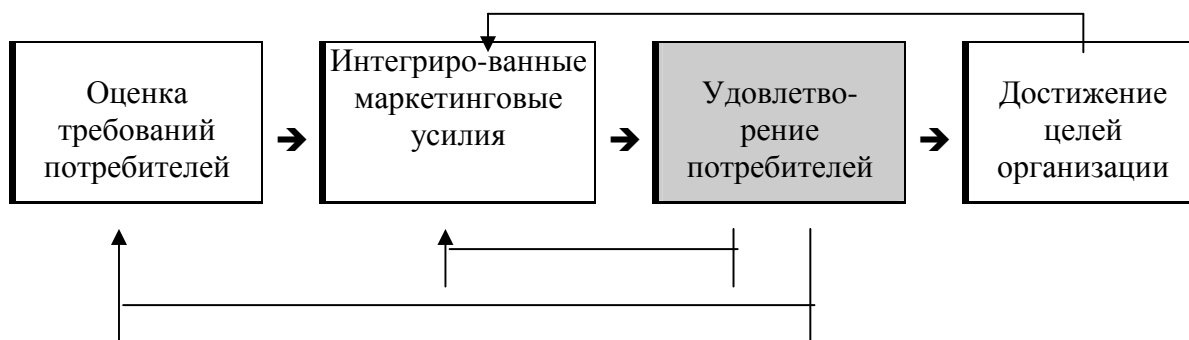 Оценка
требований
потребителей
Интегриро-ванные
маркетинговые
усилия
Удовлетво-
рение
потребителей
Достижение
целей
организации